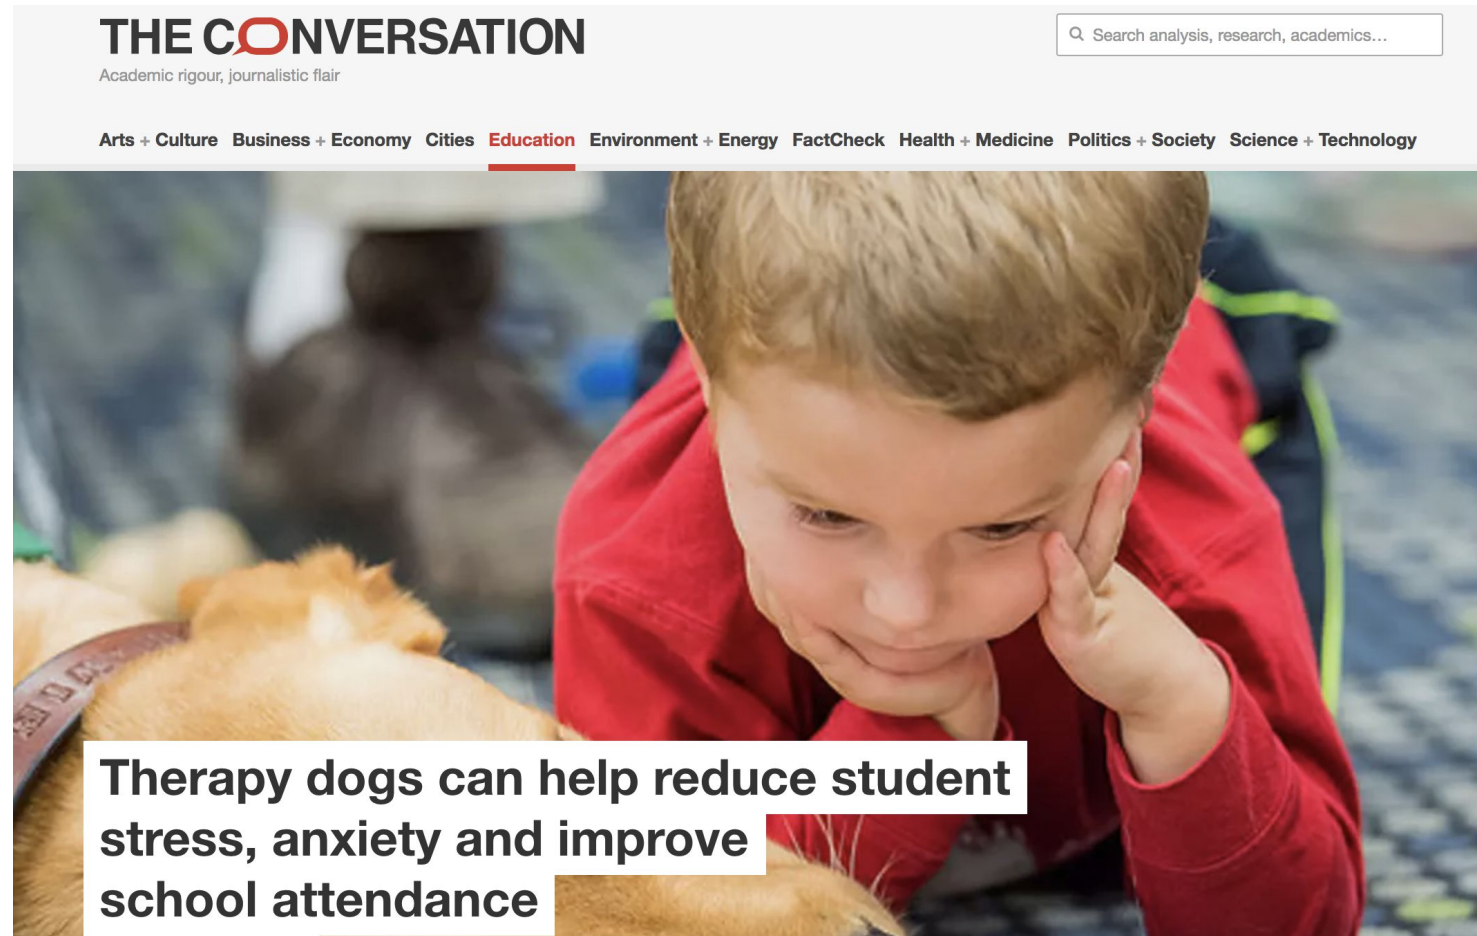 THE CONVERSATION
Search analysis, research, academics...
Academic rigour, journalistic flair
Arts + Culture Business + Economy Cities Education Environment + Energy FactCheck Health + Medicine Politics + Society Science + Technology
Therapy dogs can help reduce student
stress, anxiety and improve
school attendance